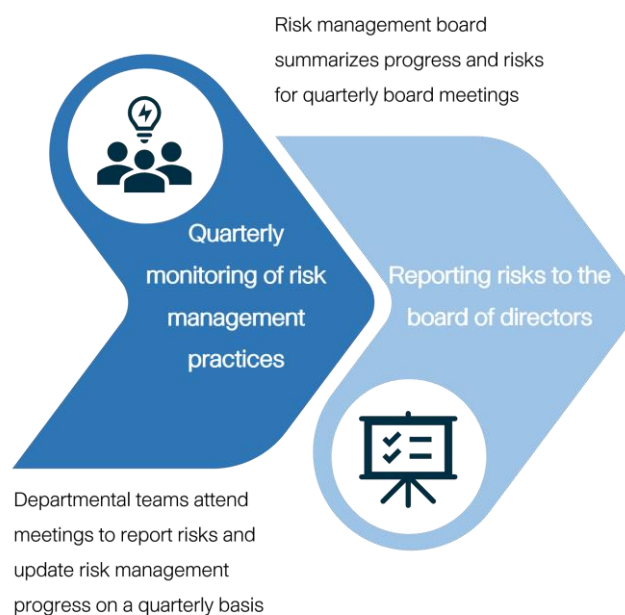 Risk management board
summarizes progress and risks
for quarterly board meetings
Quarterly
monitoring of risk
management
practices
Reporting risks to the
board of directors
Departmental teams attend
meetings to report risks and
update risk management
progress on a quarterly basis